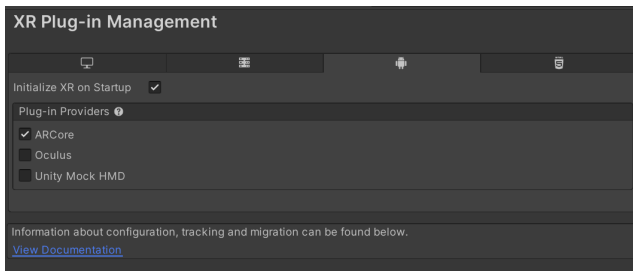 XR Plug-in Management
Initialize XR on Startup
Plug-in Providers
ARCore
Oculus
Unity Mock HMD
Information about configuration, tracking and migration can be found below.
View Documentation